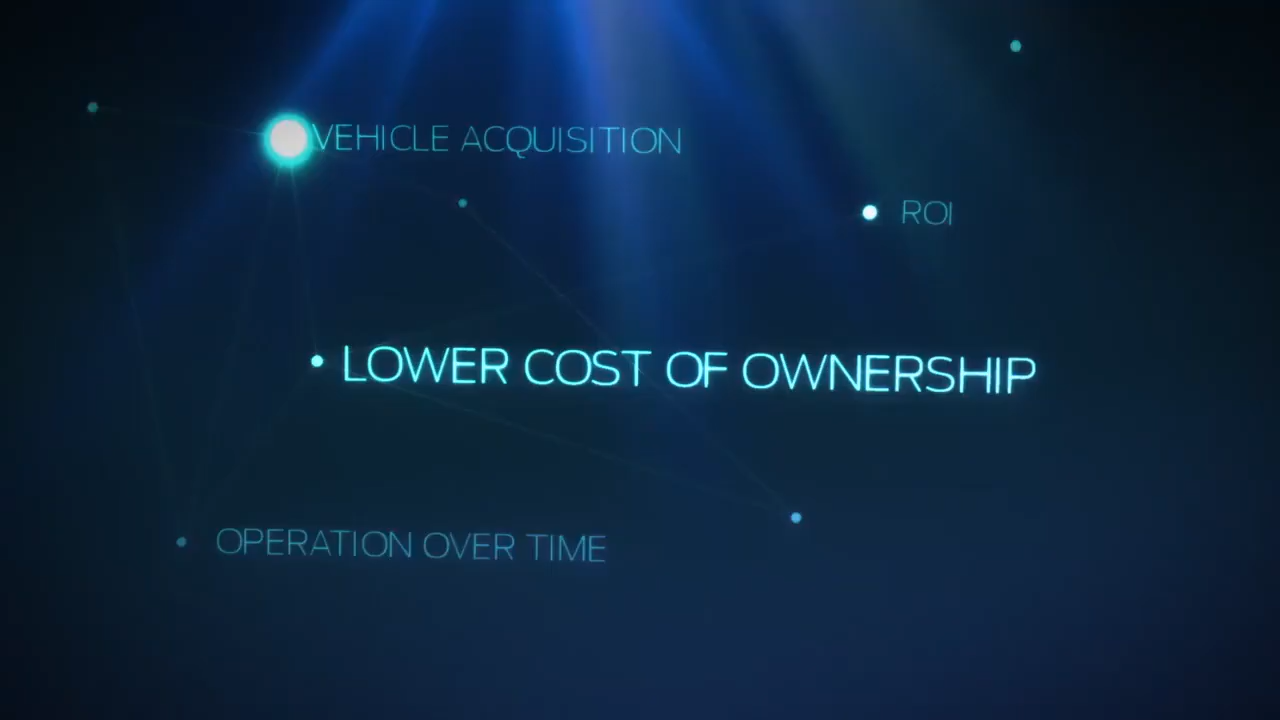 VEHICLE ACQUISITION
ROI
LOWER COST OF OWNERSHIP
OPERATION OVER TIME